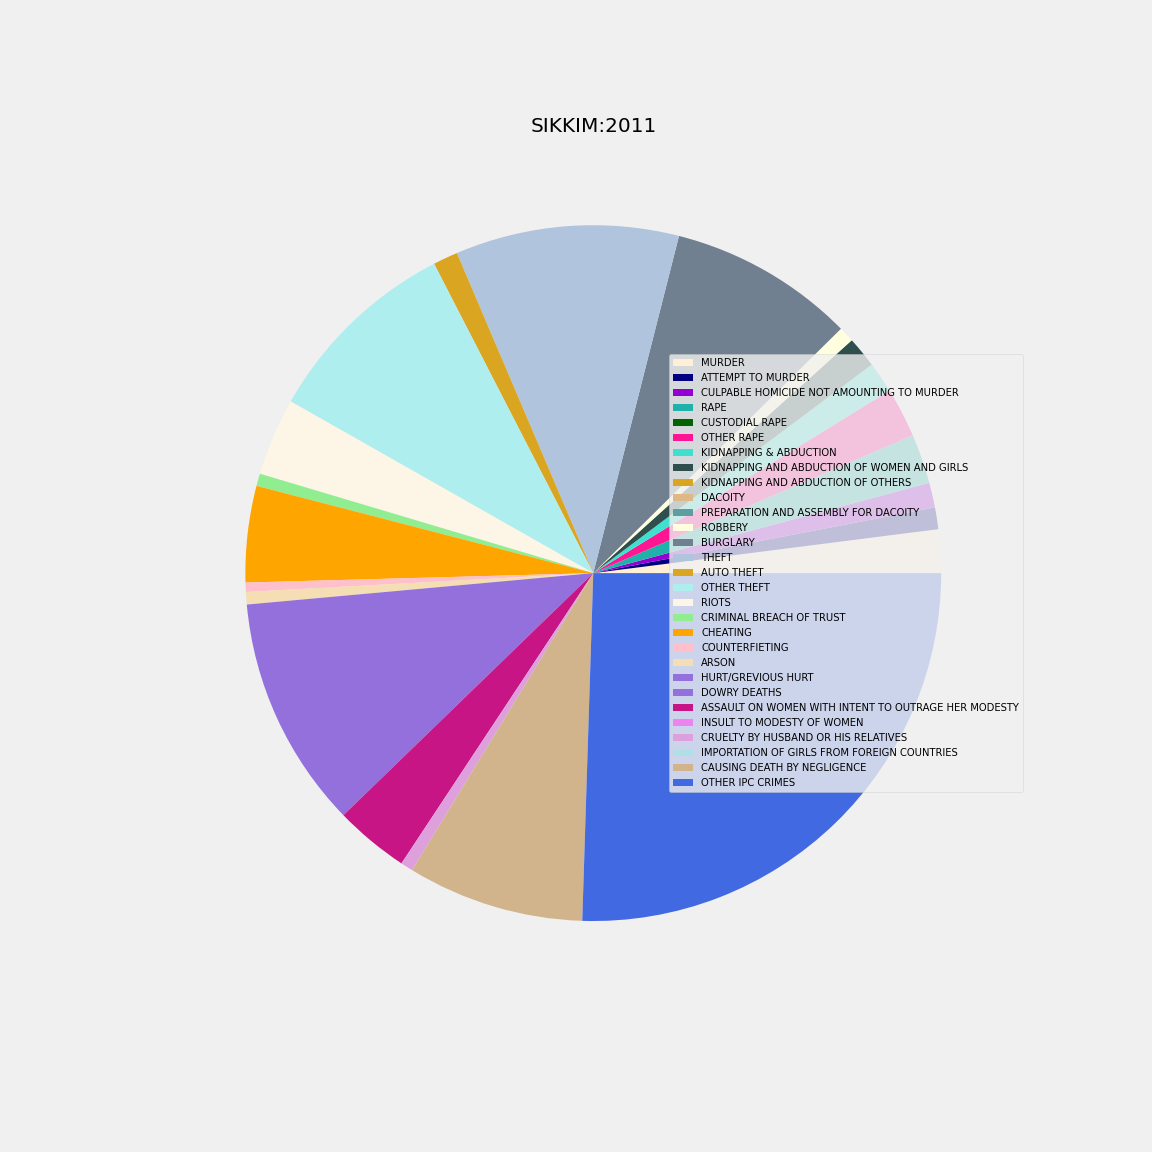 SIKKIM:2011
MURDER
ATTEMPT TO MURDER
CULPABLE HOMICIDE NOT AMOUNTING TO MURDER
RAPE
CUSTODIAL RAPE
OTHER RAPE
KIDNAPPING & ABDUCTION
KIDNAPPING AND ABDUCTION OF WOMEN AND GIRLS
KIDNAPPING AND ABDUCTION OF OTHERS
DACOITY
PREPARATION AND ASSEMBLY FOR DACOITY
ROBBERY
BURGLARY
THEFT
AUTO THEFT
OTHER THEFT
RIOTS
CRIMINAL BREACH OF TRUST
CHEATING
COUNTERFIETING
ARSON
HURT/GREVIOUS HURT
DOWRY DEATHS
ASSAULT ON WOMEN WITH INTENT TO OUTRAGE HER MODESTY
INSULT TO MODESTY OF WOMEN
CRUELTY BY HUSBAND OR HIS RELATIVES
IMPORTATION OF GIRLS FROM FOREIGN COUNTRIES
CAUSING DEATH BY NEGLIGENCE
OTHER IPC CRIMES